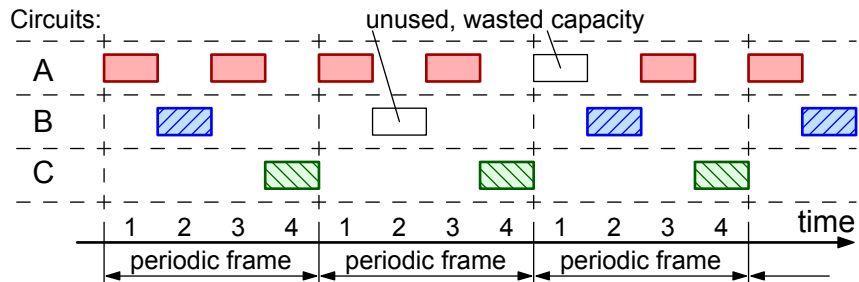 Circuits: unused, wasted capacity
A
B
C
1 2 3 4 1 2 3 4 1 2 3 4 time
periodic frame periodic frame periodic frame